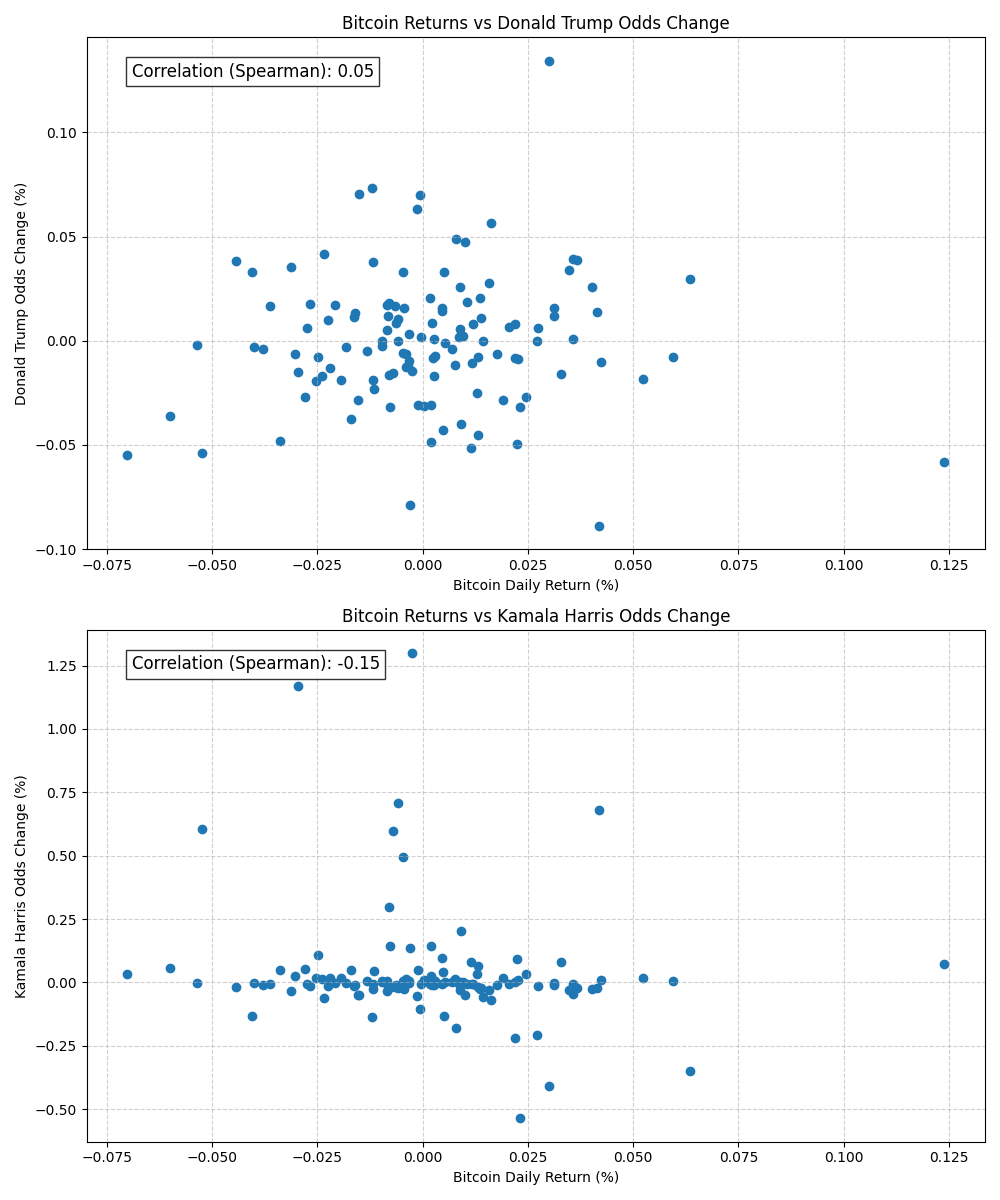 Bitcoin Returns vs Donald Trump Odds Change
Correlation (Spearman): 0.05
0.10
0.05
0.00
−0.05
−0.10
Donald Trump Odds Change (%)
−0.075 −0.050 −0.025 0.000 0.025 0.050 0.075 0.100 0.125
Bitcoin Daily Return (%)
Bitcoin Returns vs Kamala Harris Odds Change
Correlation (Spearman): -0.15
1.25
1.00
0.75
0.50
0.25
0.00
−0.25
−0.50
Kamala Harris Odds Change (%)
−0.075 −0.050 −0.025 0.000 0.025 0.050 0.075 0.100 0.125
Bitcoin Daily Return (%)